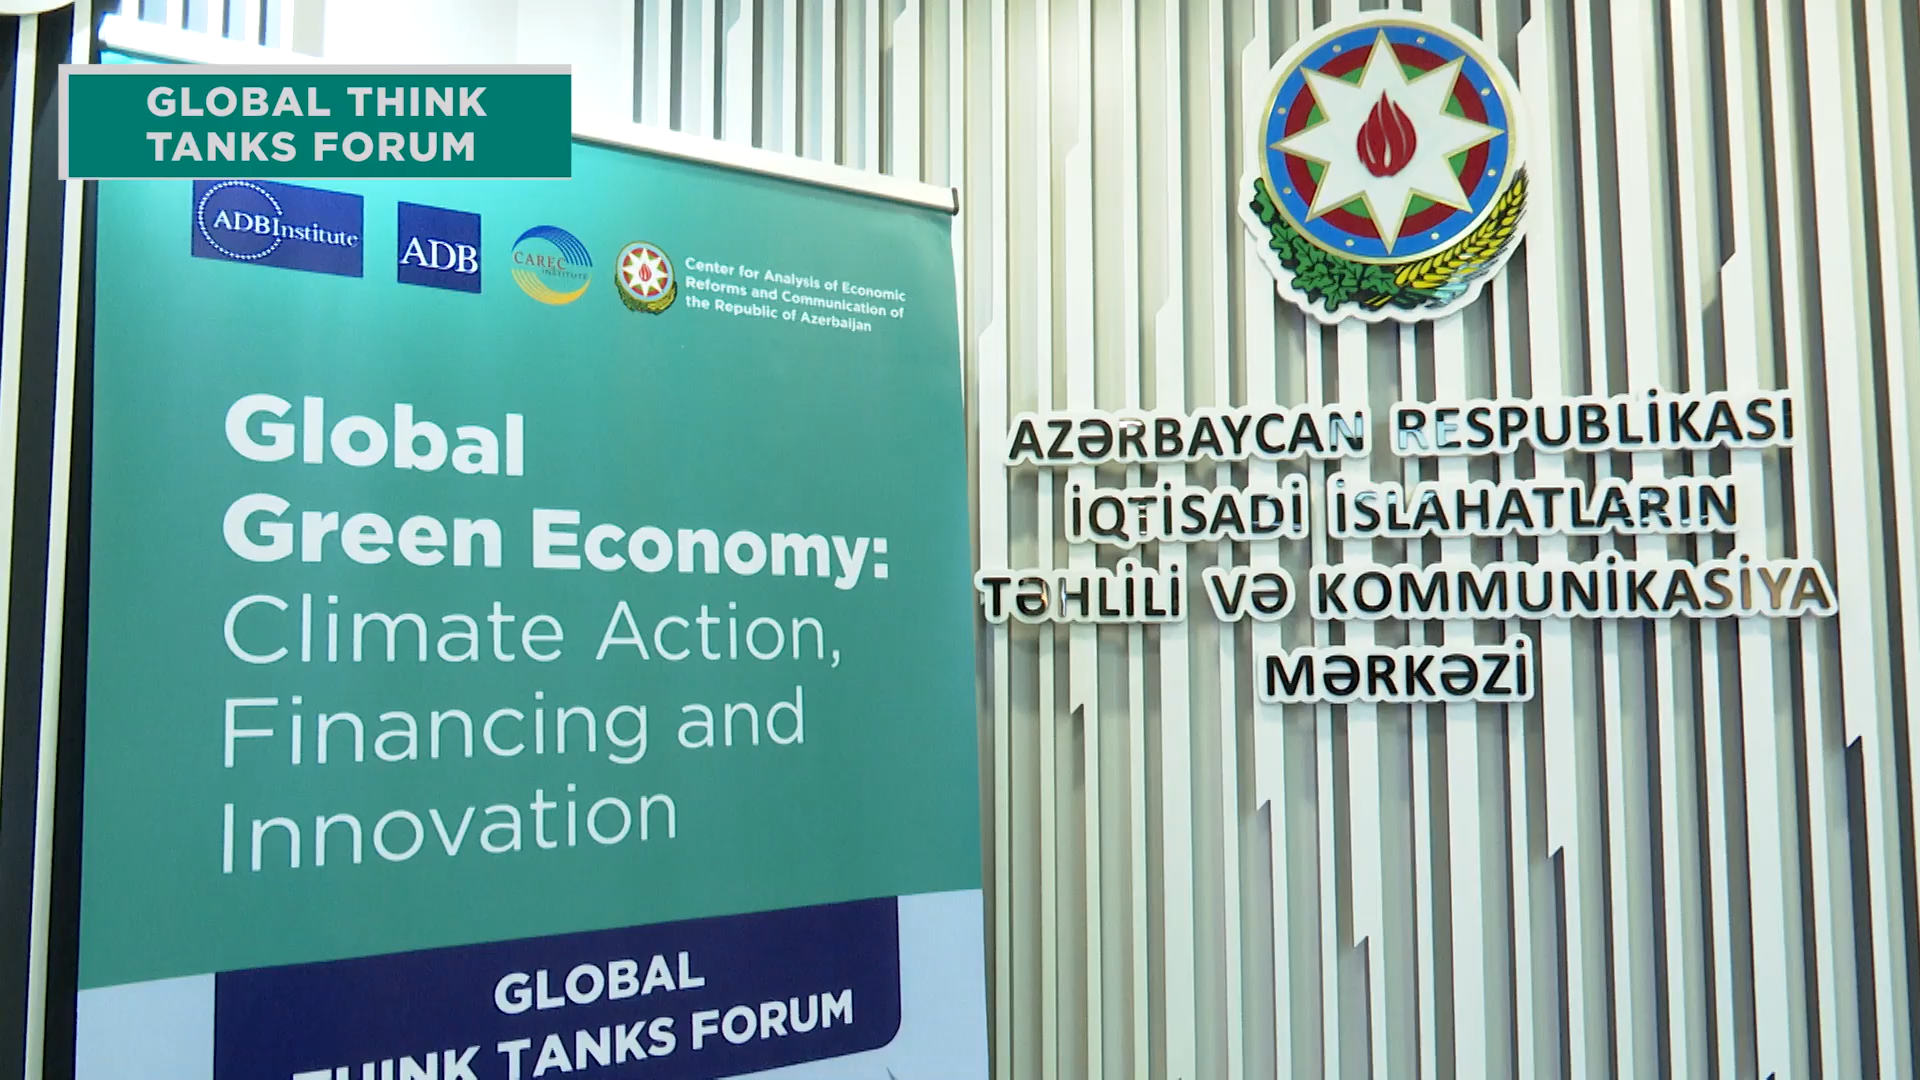 GLOBAL THINK
TANKS FORUM
ADBInstitute
ADB
CAREC
INSTITUTE
Center for Analysis of Economic
Reforms and Communication of
the Republic of Azerbaijan
Global
Green Economy:
Climate Action,
Financing and
Innovation
GLOBAL
THINK TANKS FORUM
AZƏRBAYCAN RESPUBLİKASI
İQTİSADİ İSLAHATLARIN
TƏHLİLİ VƏ KOMMUNİKASİYA
MƏRKƏZİ